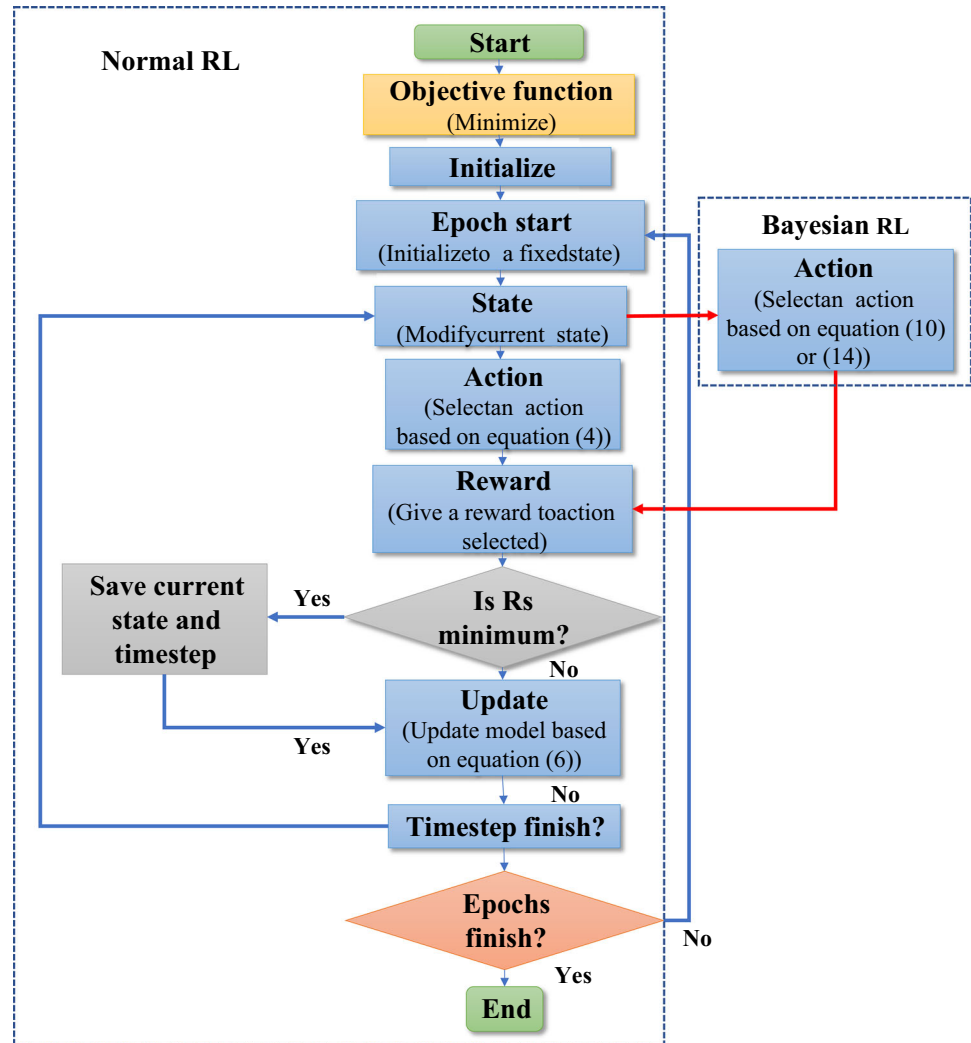 Normal RL
Start
Objective function
(Minimize)
Initialize
Epoch start
(Initializeto a fixedstate)
Bayesian RL
Action
(Selectan action
based on equation (10)
or (14))
State
(Modifycurrent state)
Action
(Selectan action
based on equation (4))
Reward
(Give a reward toaction
selected)
Save current
state and
timestep
Yes
Is Rs
minimum?
No
Update
(Update model based
on equation (6))
Yes
No
Timestep finish?
Epochs
finish?
No
Yes
End